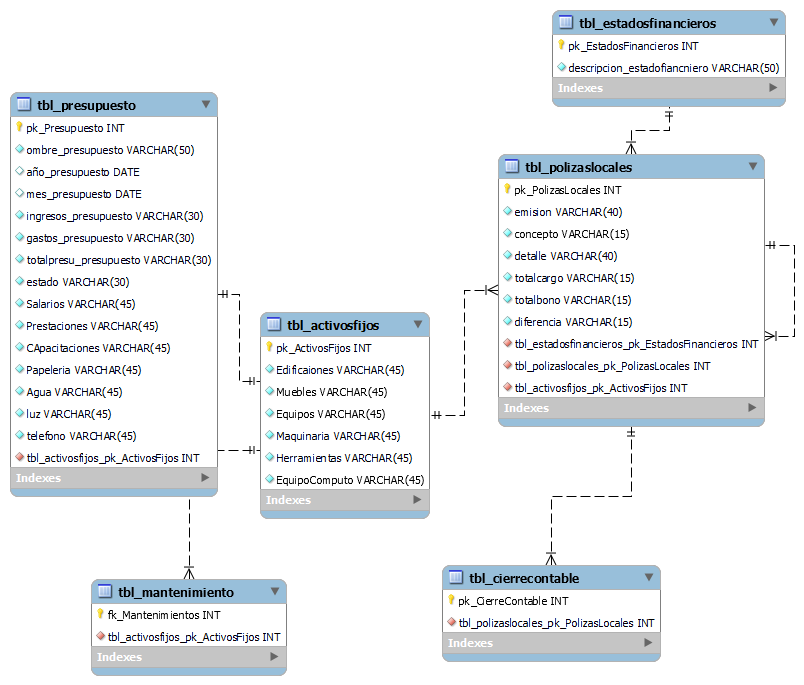 tbl_estadosfinancieros
pk_EstadosFinancieros INT
descripcion_estadofiancniero VARCHAR(50)
Indexes
tbl_presupuesto
pk_Presupuesto INT
ombre_presupuesto VARCHAR(50)
año_presupuesto DATE
mes_presupuesto DATE
ingresos_presupuesto VARCHAR(30)
gastos_presupuesto VARCHAR(30)
totalpresu_presupuesto VARCHAR(30)
estado VARCHAR(30)
Salarios VARCHAR(45)
Prestaciones VARCHAR(45)
CApacitaciones VARCHAR(45)
Papeleria VARCHAR(45)
Agua VARCHAR(45)
luz VARCHAR(45)
telefono VARCHAR(45)
tbl_activosfijos_pk_ActivosFijos INT
Indexes
tbl_polizaslocales
pk_PolizasLocales INT
emision VARCHAR(40)
concepto VARCHAR(15)
detalle VARCHAR(40)
totalcargo VARCHAR(15)
totalbono VARCHAR(15)
diferencia VARCHAR(15)
tbl_estadosfinancieros_pk_EstadosFinancieros INT
tbl_polizaslocales_pk_PolizasLocales INT
tbl_activosfijos_pk_ActivosFijos INT
Indexes
tbl_activosfijos
pk_ActivosFijos INT
Edificaiones VARCHAR(45)
Muebles VARCHAR(45)
Equipos VARCHAR(45)
Maquinaria VARCHAR(45)
Herramientas VARCHAR(45)
EquipoComputo VARCHAR(45)
Indexes
tbl_mantenimiento
fk_Mantenimientos INT
tbl_activosfijos_pk_ActivosFijos INT
Indexes
tbl_cierrecontable
pk_CierreContable INT
tbl_polizaslocales_pk_PolizasLocales INT
Indexes